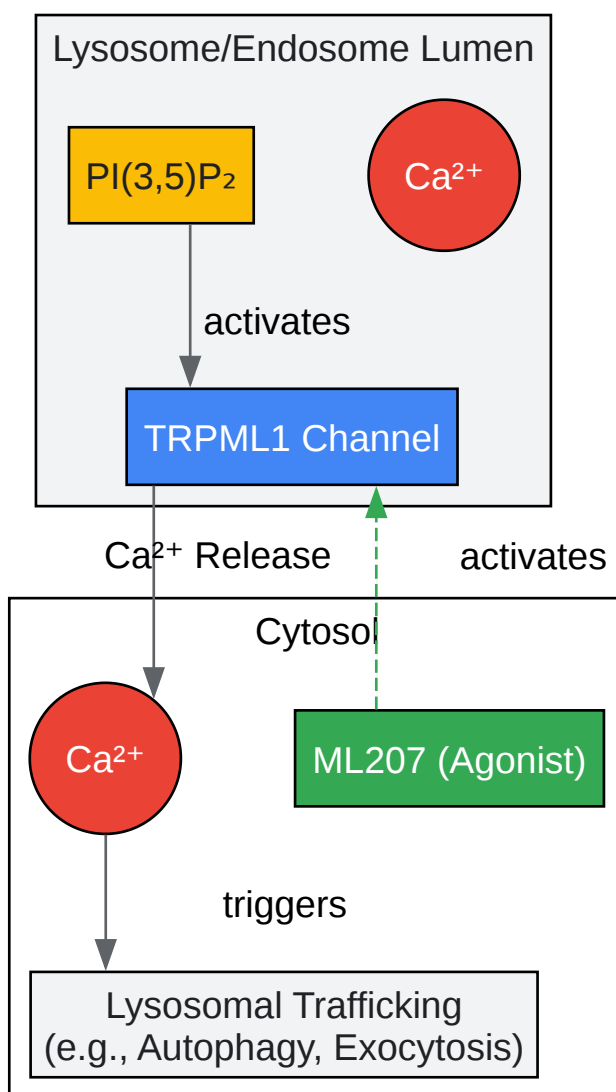 Lysosome/Endosome Lumen
PI(3,5)P₂
Ca²⁺
activates
TRPML1 Channel
Ca²⁺ Release
activates
Cytosol
Ca²⁺
ML207 (Agonist)
triggers
Lysosomal Trafficking
(e.g., Autophagy, Exocytosis)